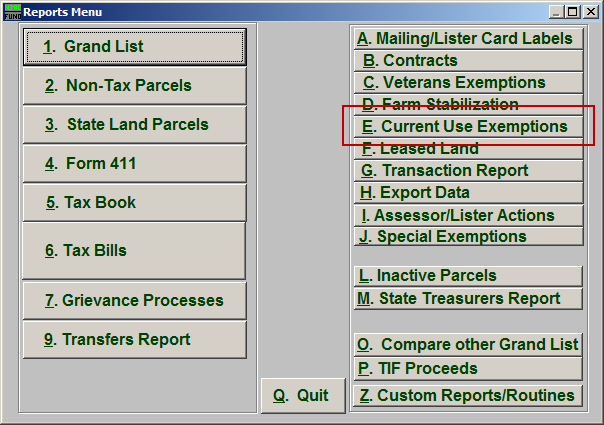 Reports Menu
1. Grand List
2. Non-Tax Parcels
3. State Land Parcels
4. Form 411
5. Tax Book
6. Tax Bills
7. Grievance Processes
9. Transfers Report
Q. Quit
A. Mailing/Lister Card Labels
B. Contracts
C. Veterans Exemptions
D. Farm Stabilization
E. Current Use Exemptions
F. Leased Land
G. Transaction Report
H. Export Data
I. Assessor/Lister Actions
J. Special Exemptions
L. Inactive Parcels
M. State Treasurers Report
O. Compare other Grand List
P. TIF Proceeds
Z. Custom Reports/Routines